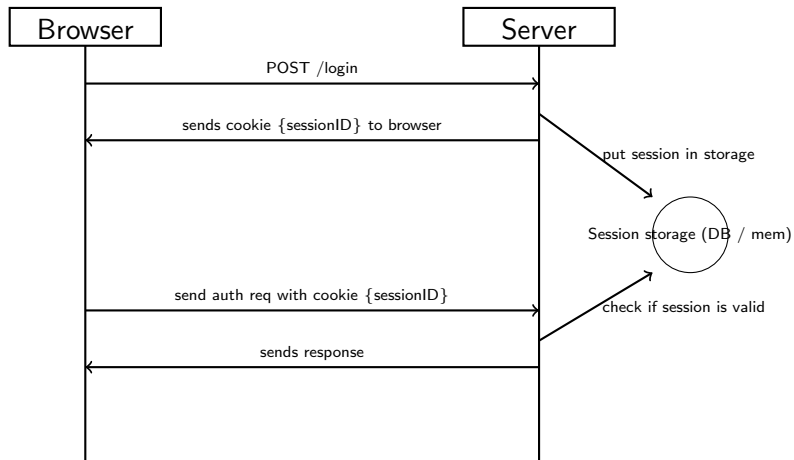 Browser
Server
POST /login
sends cookie {sessionID} to browser
put session in storage
Session storage (DB / mem)
send auth req with cookie {sessionID}
check if session is valid
sends response